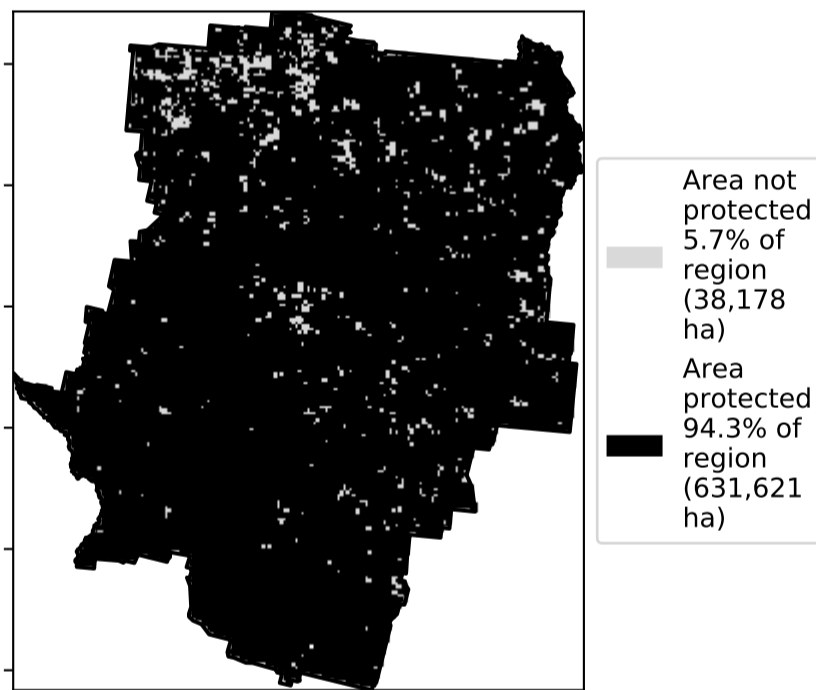 Area not
protected
5.7% of
region
(38,178
ha)
Area
protected
94.3% of
region
(631,621
ha)